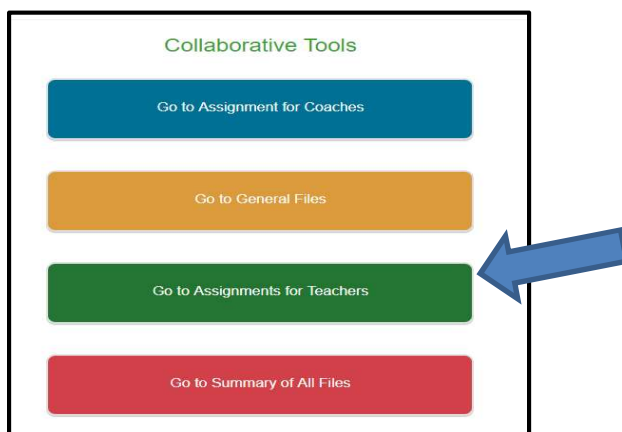 Collaborative Tools
Go to Assignment for Coaches
Go to General Files
Go to Assignments for Teachers
Go to Summary of All Files